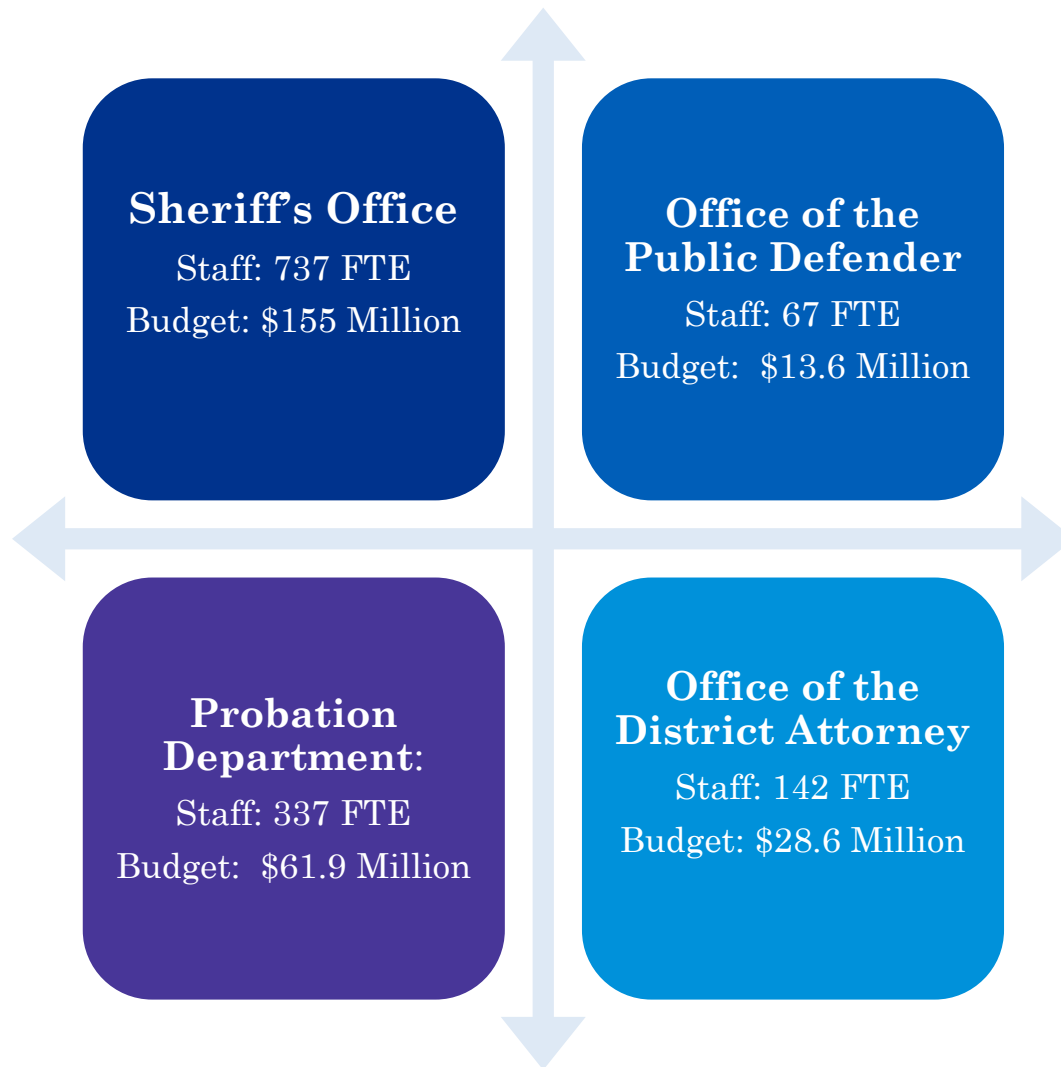 Sheriff's Office
Staff: 737 FTE
Budget: $155 Million
Office of the
Public Defender
Staff: 67 FTE
Budget:  $13.6 Million
Probation
Department:
Staff: 337 FTE
Budget:  $61.9 Million
Office of the
District Attorney
Staff: 142 FTE
Budget: $28.6 Million